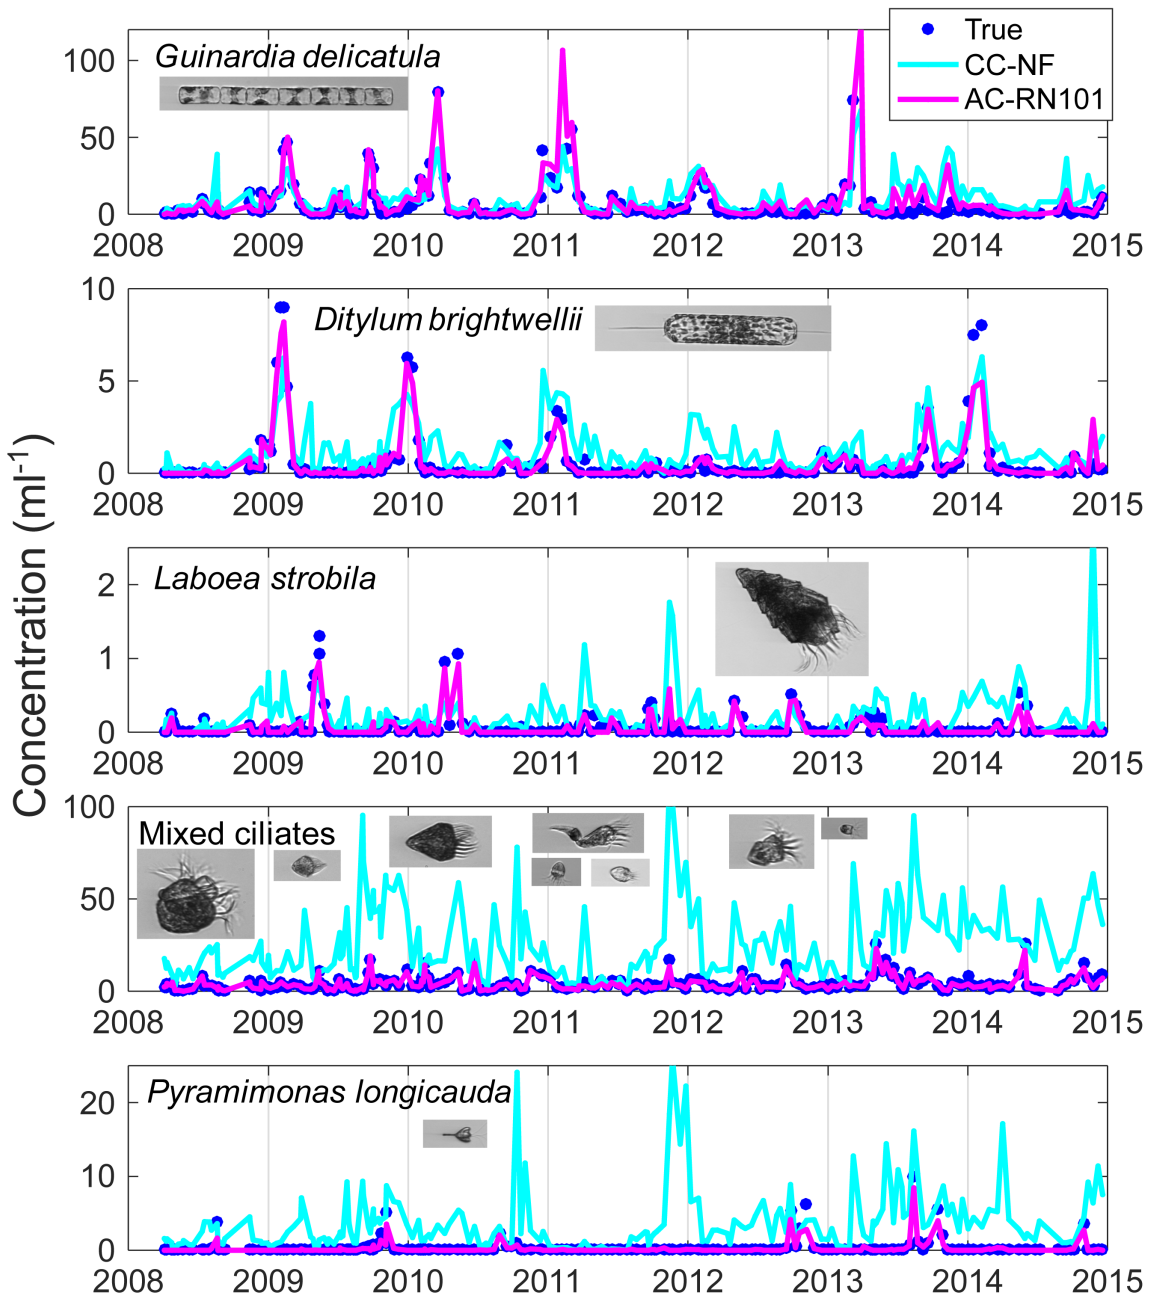 True
CC-NF
AC-RN101
Concentration (ml-1)
Guinardia delicatula
100
50
0
2008 2009 2010 2011 2012 2013 2014 2015
Ditylum brightwellii
10
5
0
2008 2009 2010 2011 2012 2013 2014 2015
Laboea strobila
2
1
0
2008 2009 2010 2011 2012 2013 2014 2015
Mixed ciliates
100
50
0
2008 2009 2010 2011 2012 2013 2014 2015
Pyramimonas longicauda
20
10
0
2008 2009 2010 2011 2012 2013 2014 2015